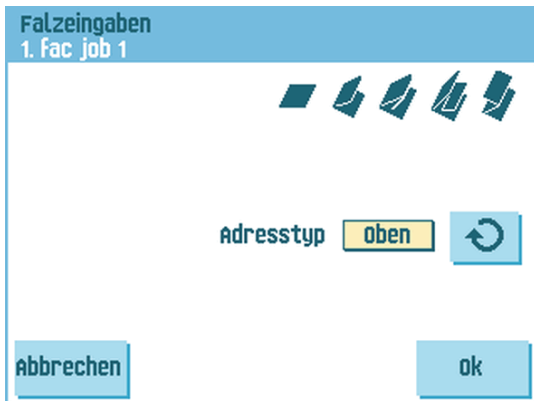 Falzeingaben
1. Fac job 1
Adresstyp oben
Abbrechen ok